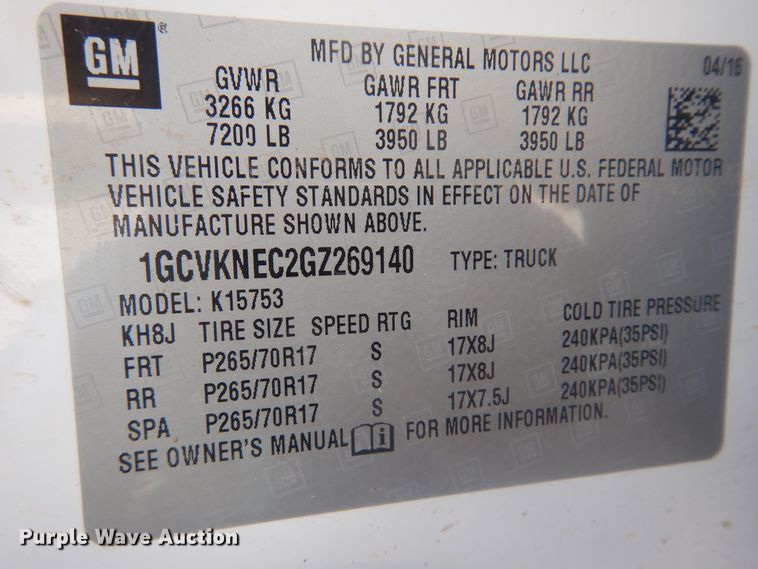 GM
MFD BY GENERAL MOTORS LLC
04/16
GVWR GAWR FRT GAWR RR
3266 KG 1792 KG 1792 KG
7200 LB 3950 LB 3950 LB
THIS VEHICLE CONFORMS TO ALL APPLICABLE U.S. FEDERAL MOTOR
VEHICLE SAFETY STANDARDS IN EFFECT ON THE DATE OF
MANUFACTURE SHOWN ABOVE.
1GCVKNEC2GZ269140 TYPE: TRUCK
MODEL: K15753
KH8J TIRE SIZE SPEED RTG RIM COLD TIRE PRESSURE
FRT P265/70R17 S 17X8J 240KPA(35PSI)
RR P265/70R17 S 17X8J 240KPA(35PSI)
SPA P265/70R17 S 17X7.5J 240KPA(35PSI)
SEE OWNER'S MANUAL i FOR MORE INFORMATION.
Purple Wave Auction